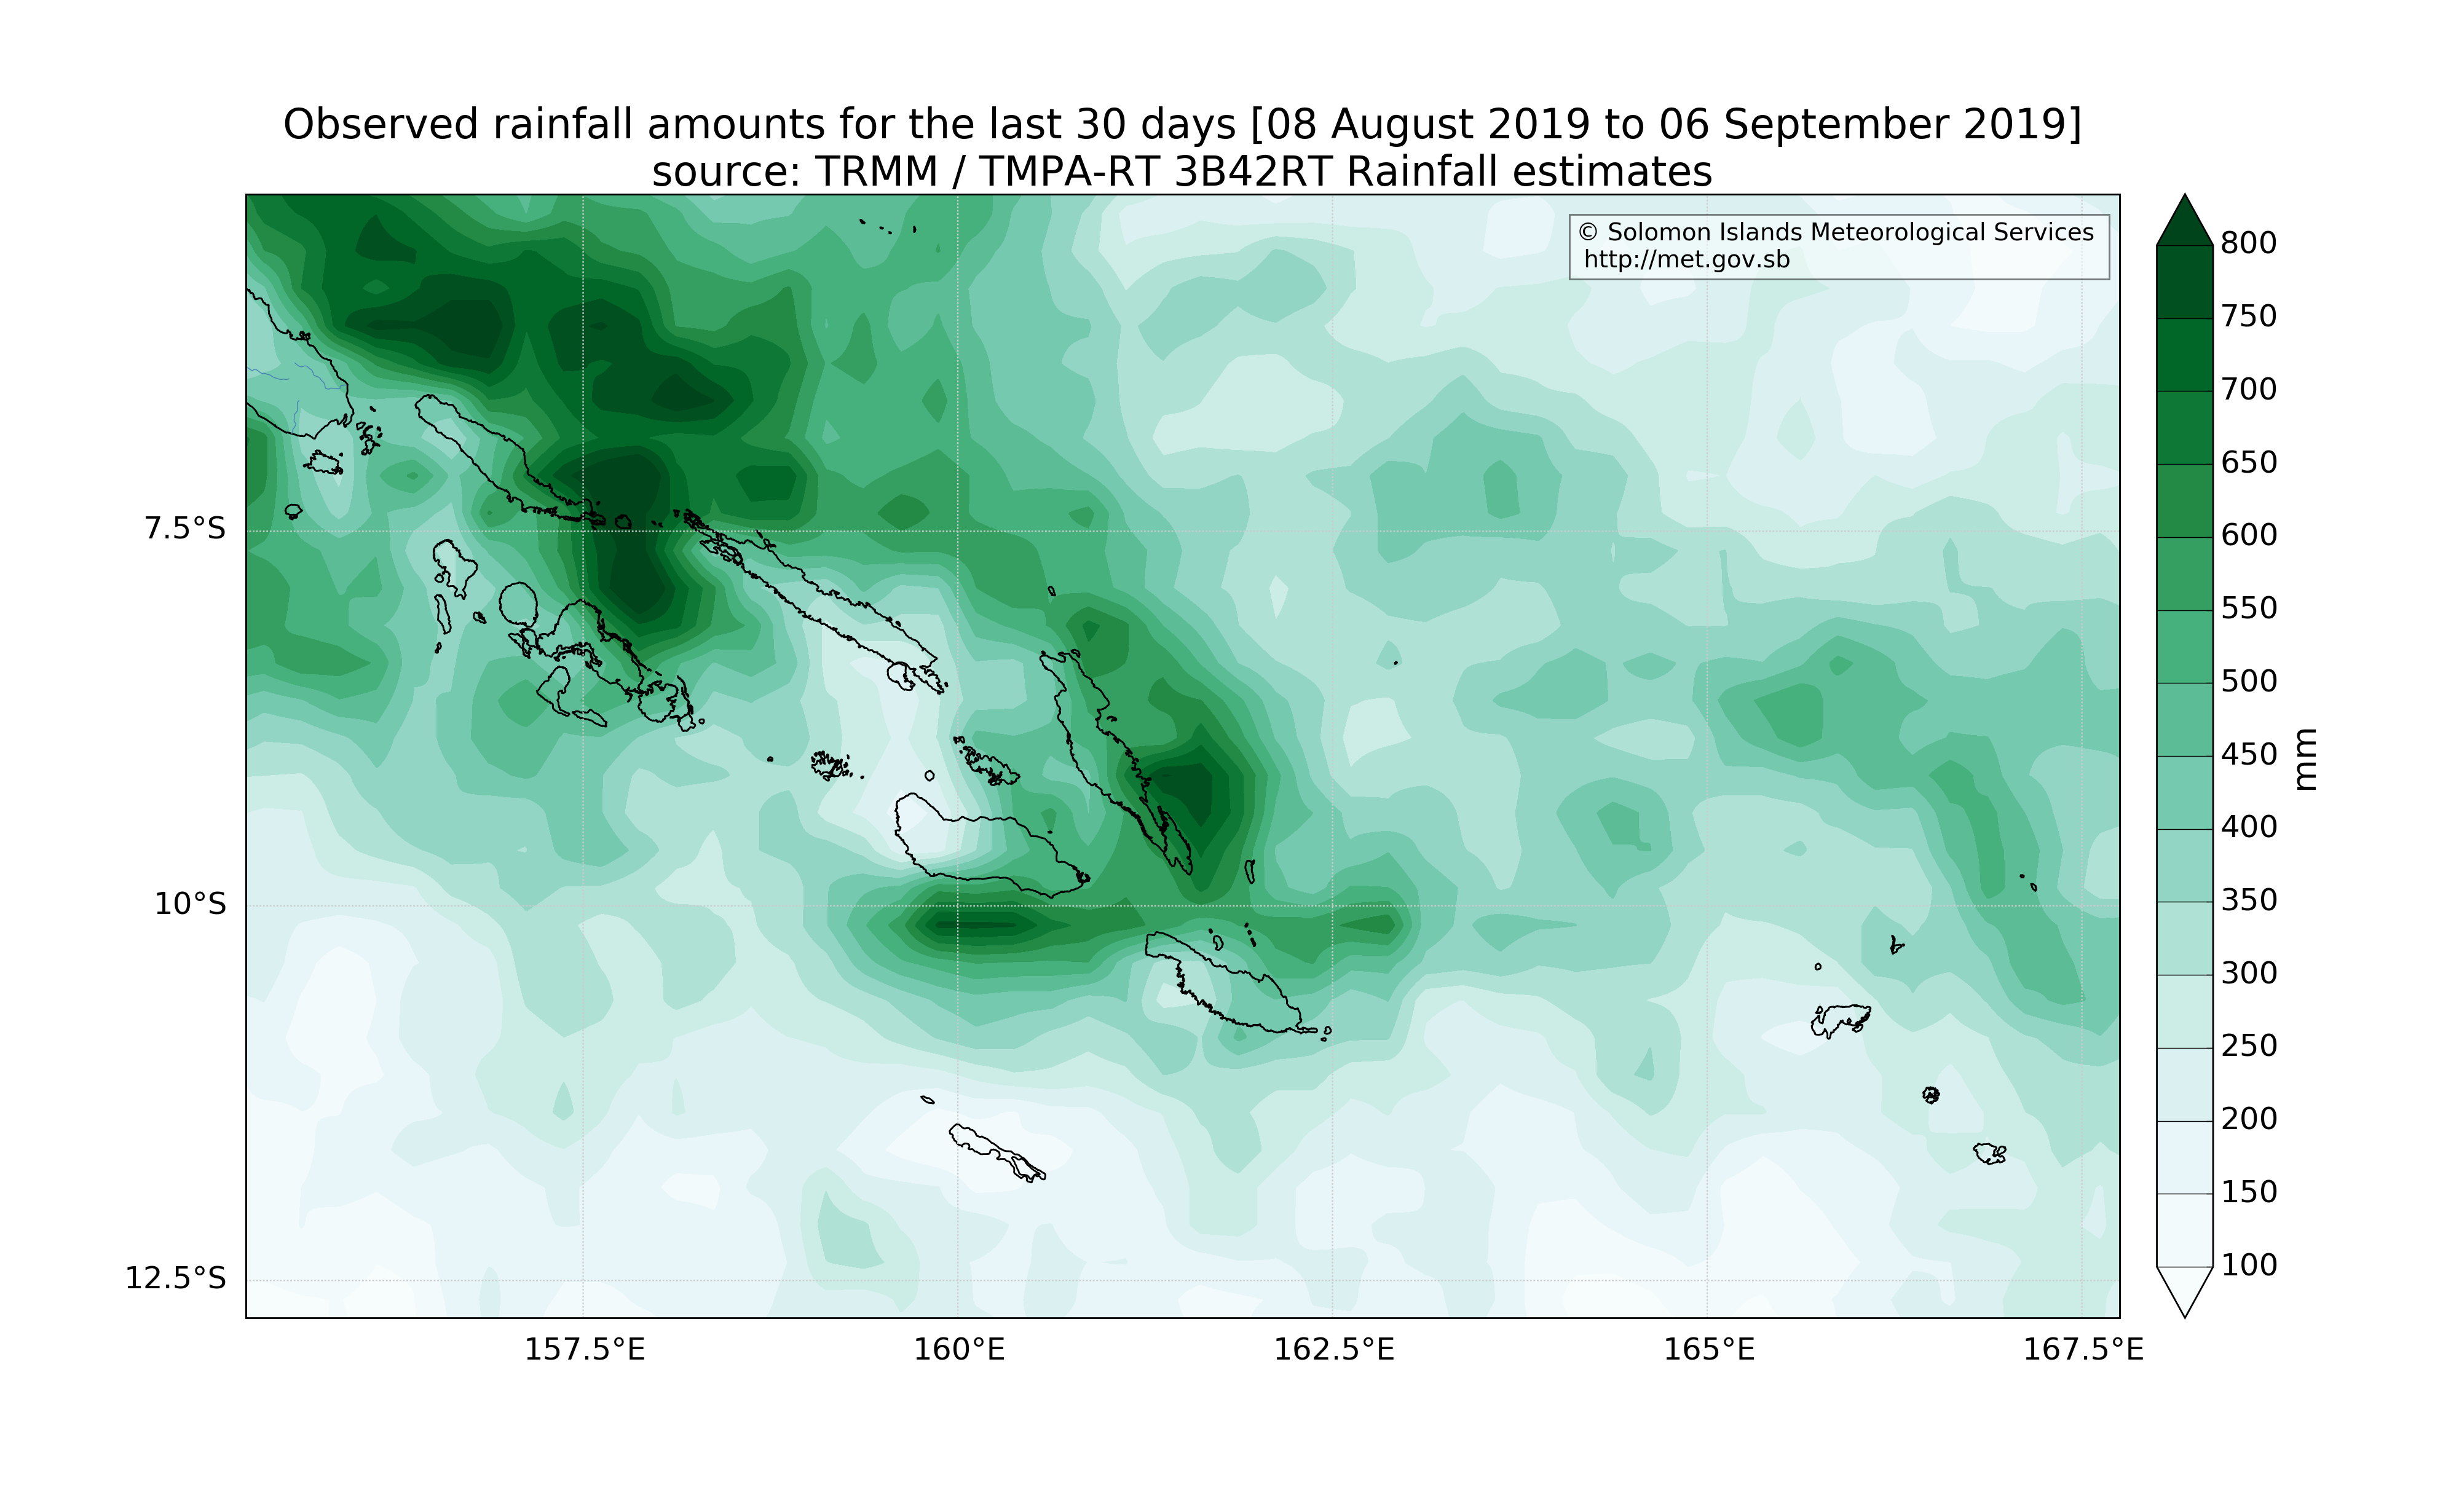 Observed rainfall amounts for the last 30 days [08 August 2019 to 06 September 2019]
source: TRMM / TMPA-RT 3B42RT Rainfall estimates
© Solomon Islands Meteorological Services
http://met.gov.sb
7.5°S
10°S
12.5°S
157.5°E
160°E
162.5°E
165°E
167.5°E
800
750
700
650
600
550
500
450
400
350
300
250
200
150
100
mm